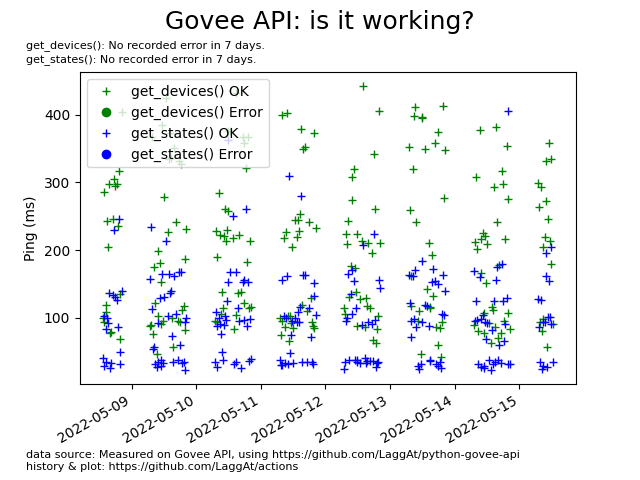 Govee API: is it working?
get_devices(): No recorded error in 7 days.
get_states(): No recorded error in 7 days.
get_devices() OK
get_devices() Error
get_states() OK
get_states() Error
Ping (ms)
400
300
200
100
2022-05-09
2022-05-10
2022-05-11
2022-05-12
2022-05-13
2022-05-14
2022-05-15
data source: Measured on Govee API, using https://github.com/LaggAt/python-govee-api
history & plot: https://github.com/LaggAt/actions